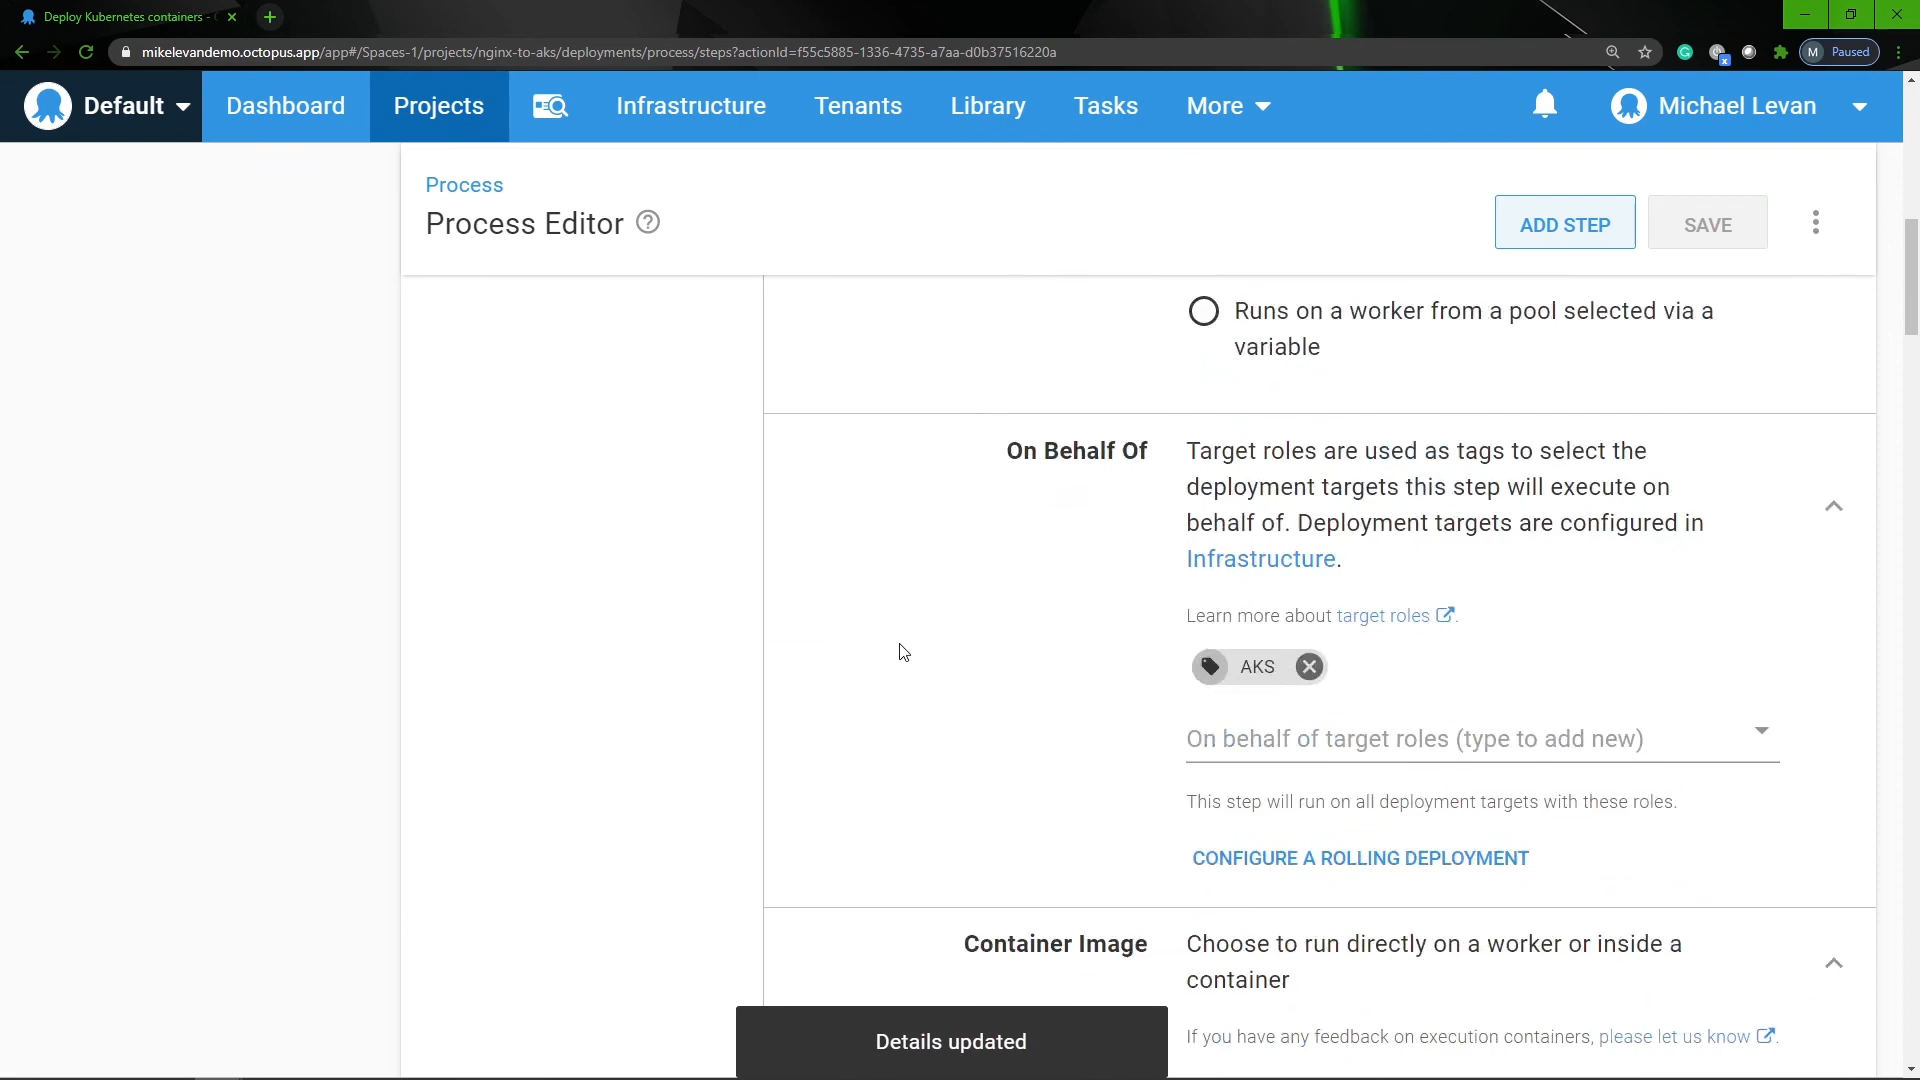 Deploy Kubernetes containers -
mikelevandemo.octopus.app/app#/Spaces-1/projects/nginx-to-aks/deployments/process/steps?actionId=f55c5885-1336-4735-a7aa-d0b37516220a
M Paused
Default Dashboard Projects Infrastructure Tenants Library Tasks More Michael Levan
Process
Process Editor ?
ADD STEP SAVE
Runs on a worker from a pool selected via a
variable
On Behalf Of
Target roles are used as tags to select the
deployment targets this step will execute on
behalf of. Deployment targets are configured in
Infrastructure.
Learn more about target roles .
AKS
On behalf of target roles (type to add new)
This step will run on all deployment targets with these roles.
CONFIGURE A ROLLING DEPLOYMENT
Container Image
Choose to run directly on a worker or inside a
container
If you have any feedback on execution containers, please let us know .
Details updated